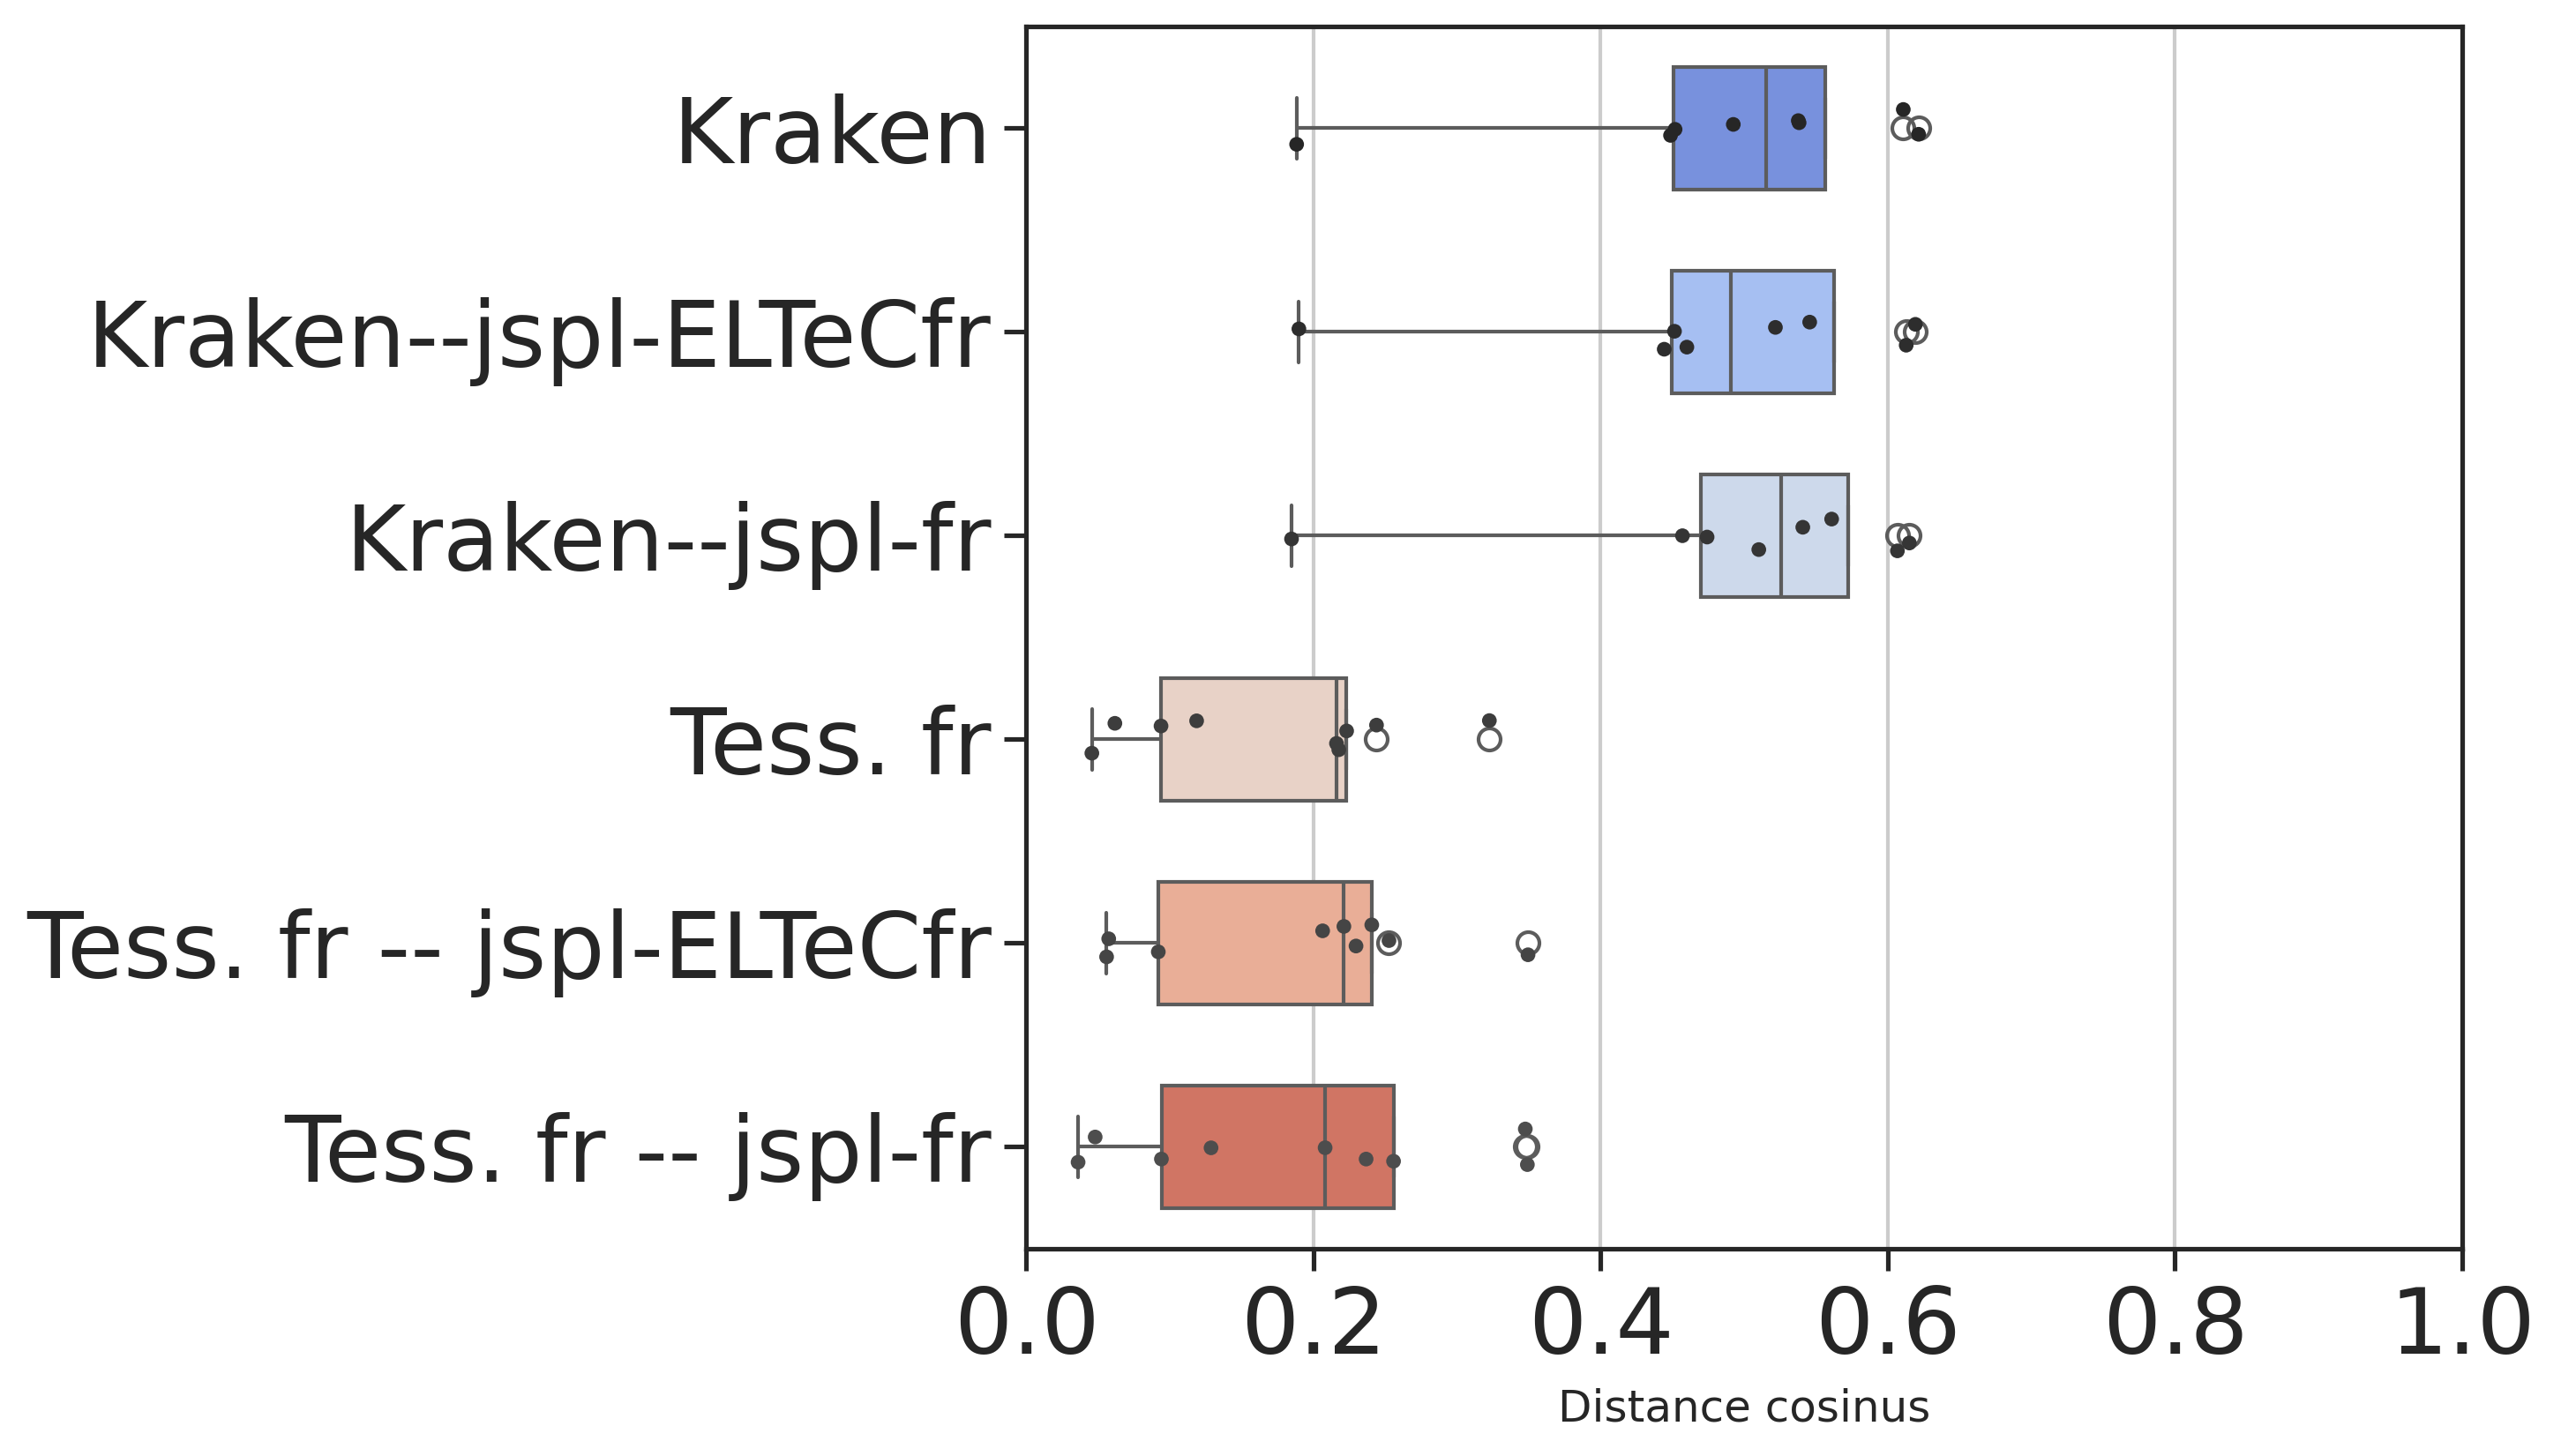 Kraken
Kraken--jspl-ELTeCfr
Kraken--jspl-fr
Tess. fr
Tess. fr -- jspl-ELTeCfr
Tess. fr -- jspl-fr
0.0 0.2 0.4 0.6 0.8 1.0
Distance cosinus